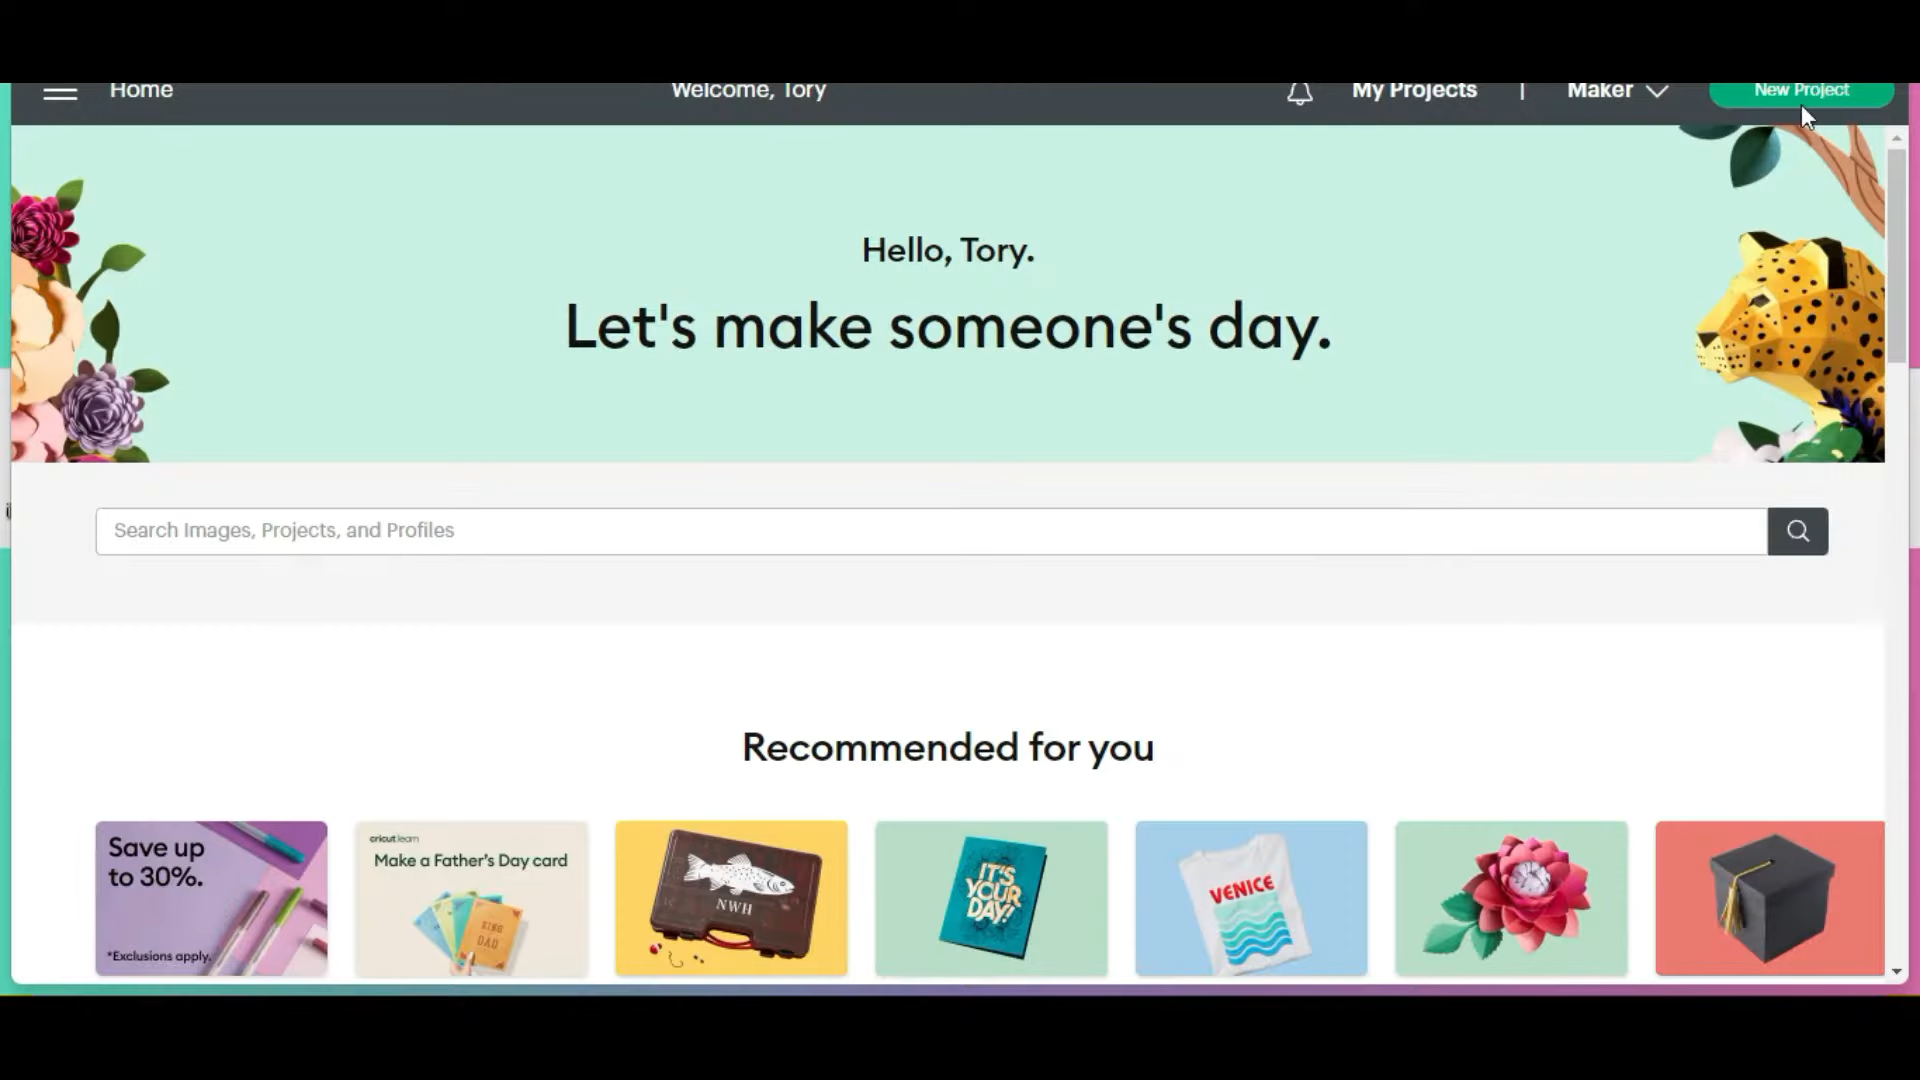 Home
Welcome, Tory
My Projects | Maker
New Project
Hello, Tory.
Let's make someone's day.
Search Images, Projects, and Profiles
Recommended for you
Save up
to 30%.
*Exclusions apply.
cricut learn
Make a Father's Day card
KING
DAD
NWH
IT'S
YOUR
DAY!
VENICE